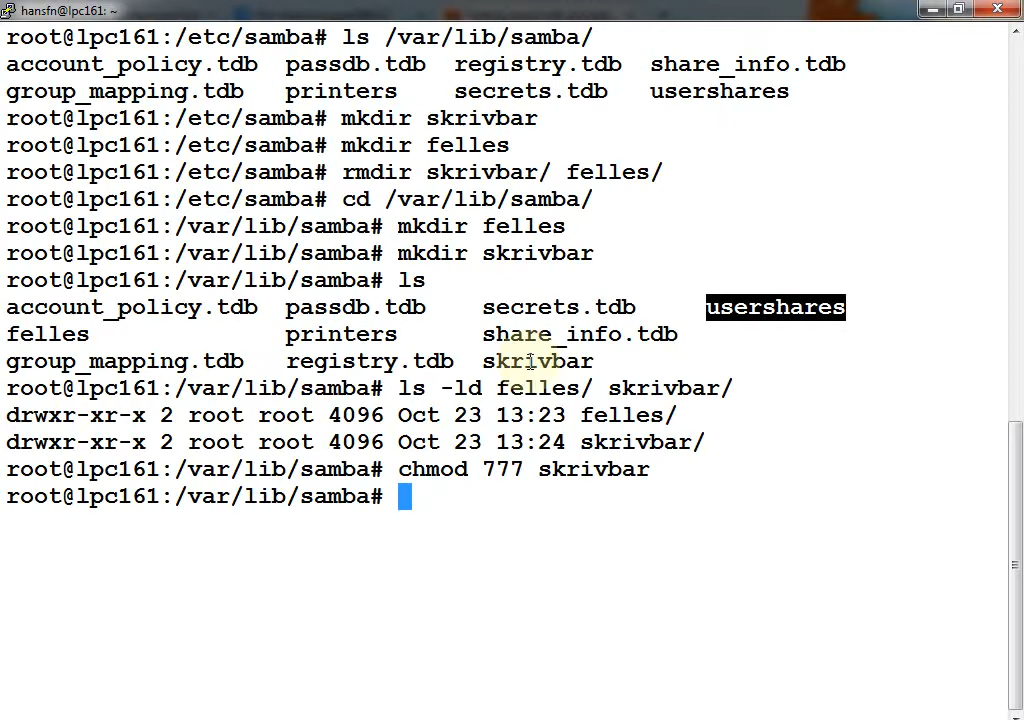 hansfn@lpc161: ~
root@lpc161:/etc/samba# ls /var/lib/samba/
account_policy.tdb  passdb.tdb  registry.tdb  share_info.tdb
group_mapping.tdb   printers    secrets.tdb   usershares
root@lpc161:/etc/samba# mkdir skrivbar
root@lpc161:/etc/samba# mkdir felles
root@lpc161:/etc/samba# rmdir skrivbar/ felles/
root@lpc161:/etc/samba# cd /var/lib/samba/
root@lpc161:/var/lib/samba# mkdir felles
root@lpc161:/var/lib/samba# mkdir skrivbar
root@lpc161:/var/lib/samba# ls
account_policy.tdb  passdb.tdb    secrets.tdb     usershares
felles              printers      share_info.tdb
group_mapping.tdb   registry.tdb  skrivbar
root@lpc161:/var/lib/samba# ls -ld felles/ skrivbar/
drwxr-xr-x 2 root root 4096 Oct 23 13:23 felles/
drwxr-xr-x 2 root root 4096 Oct 23 13:24 skrivbar/
root@lpc161:/var/lib/samba# chmod 777 skrivbar
root@lpc161:/var/lib/samba#